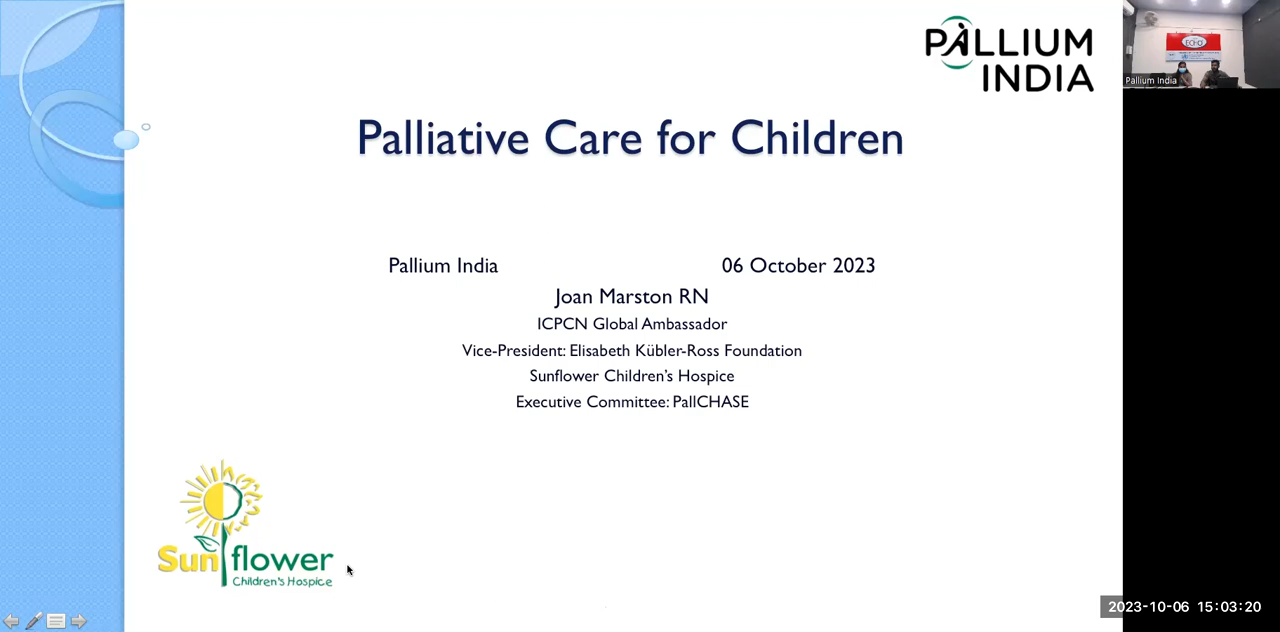 PALLIUM
INDIA
ECHO
Pallium India
Palliative Care for Children
Pallium India 06 October 2023
Joan Marston RN
ICPCN Global Ambassador
Vice-President: Elisabeth Kübler-Ross Foundation
Sunflower Children's Hospice
Executive Committee: PallCHASE
Sunflower
Children's Hospice
2023-10-06 15:03:20